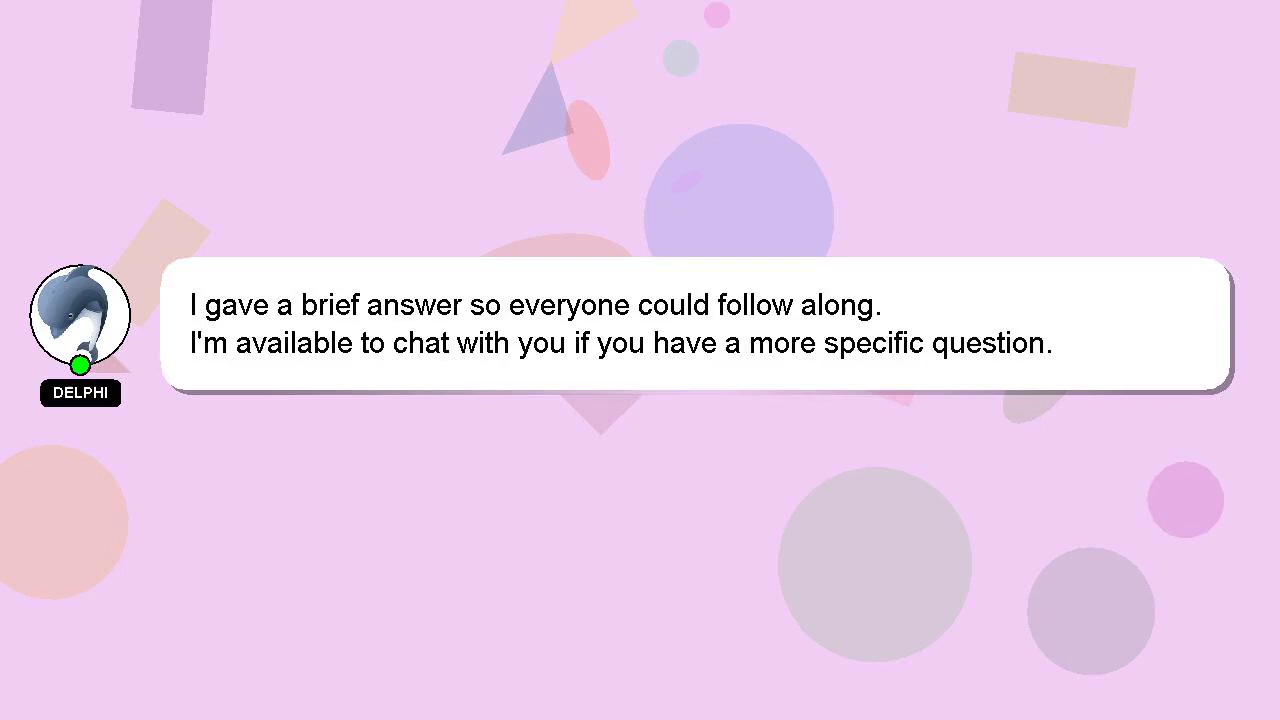 I gave a brief answer so everyone could follow along.
I'm available to chat with you if you have a more specific question.
DELPHI